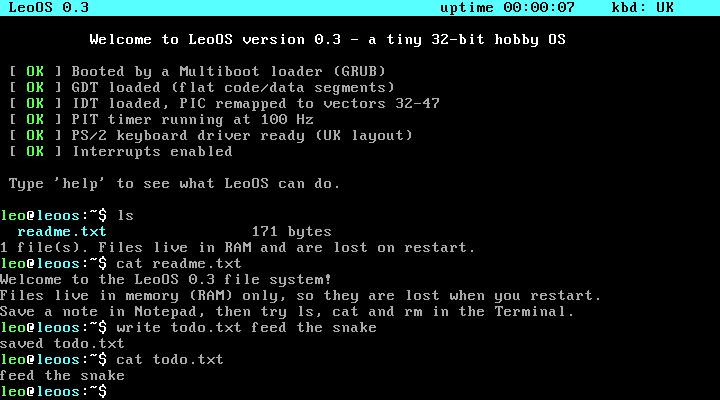 LeoOS 0.3 uptime 00:00:07 kbd: UK
Welcome to LeoOS version 0.3 - a tiny 32-bit hobby OS
[ OK ] Booted by a Multiboot loader (GRUB)
[ OK ] GDT loaded (flat code/data segments)
[ OK ] IDT loaded, PIC remapped to vectors 32-47
[ OK ] PIT timer running at 100 Hz
[ OK ] PS/2 keyboard driver ready (UK layout)
[ OK ] Interrupts enabled
Type 'help' to see what LeoOS can do.
leo@leoos:~$ ls
readme.txt 171 bytes
1 file(s). Files live in RAM and are lost on restart.
leo@leoos:~$ cat readme.txt
Welcome to the LeoOS 0.3 file system!
Files live in memory (RAM) only, so they are lost when you restart.
Save a note in Notepad, then try ls, cat and rm in the Terminal.
leo@leoos:~$ write todo.txt feed the snake
saved todo.txt
leo@leoos:~$ cat todo.txt
feed the snake
leo@leoos:~$